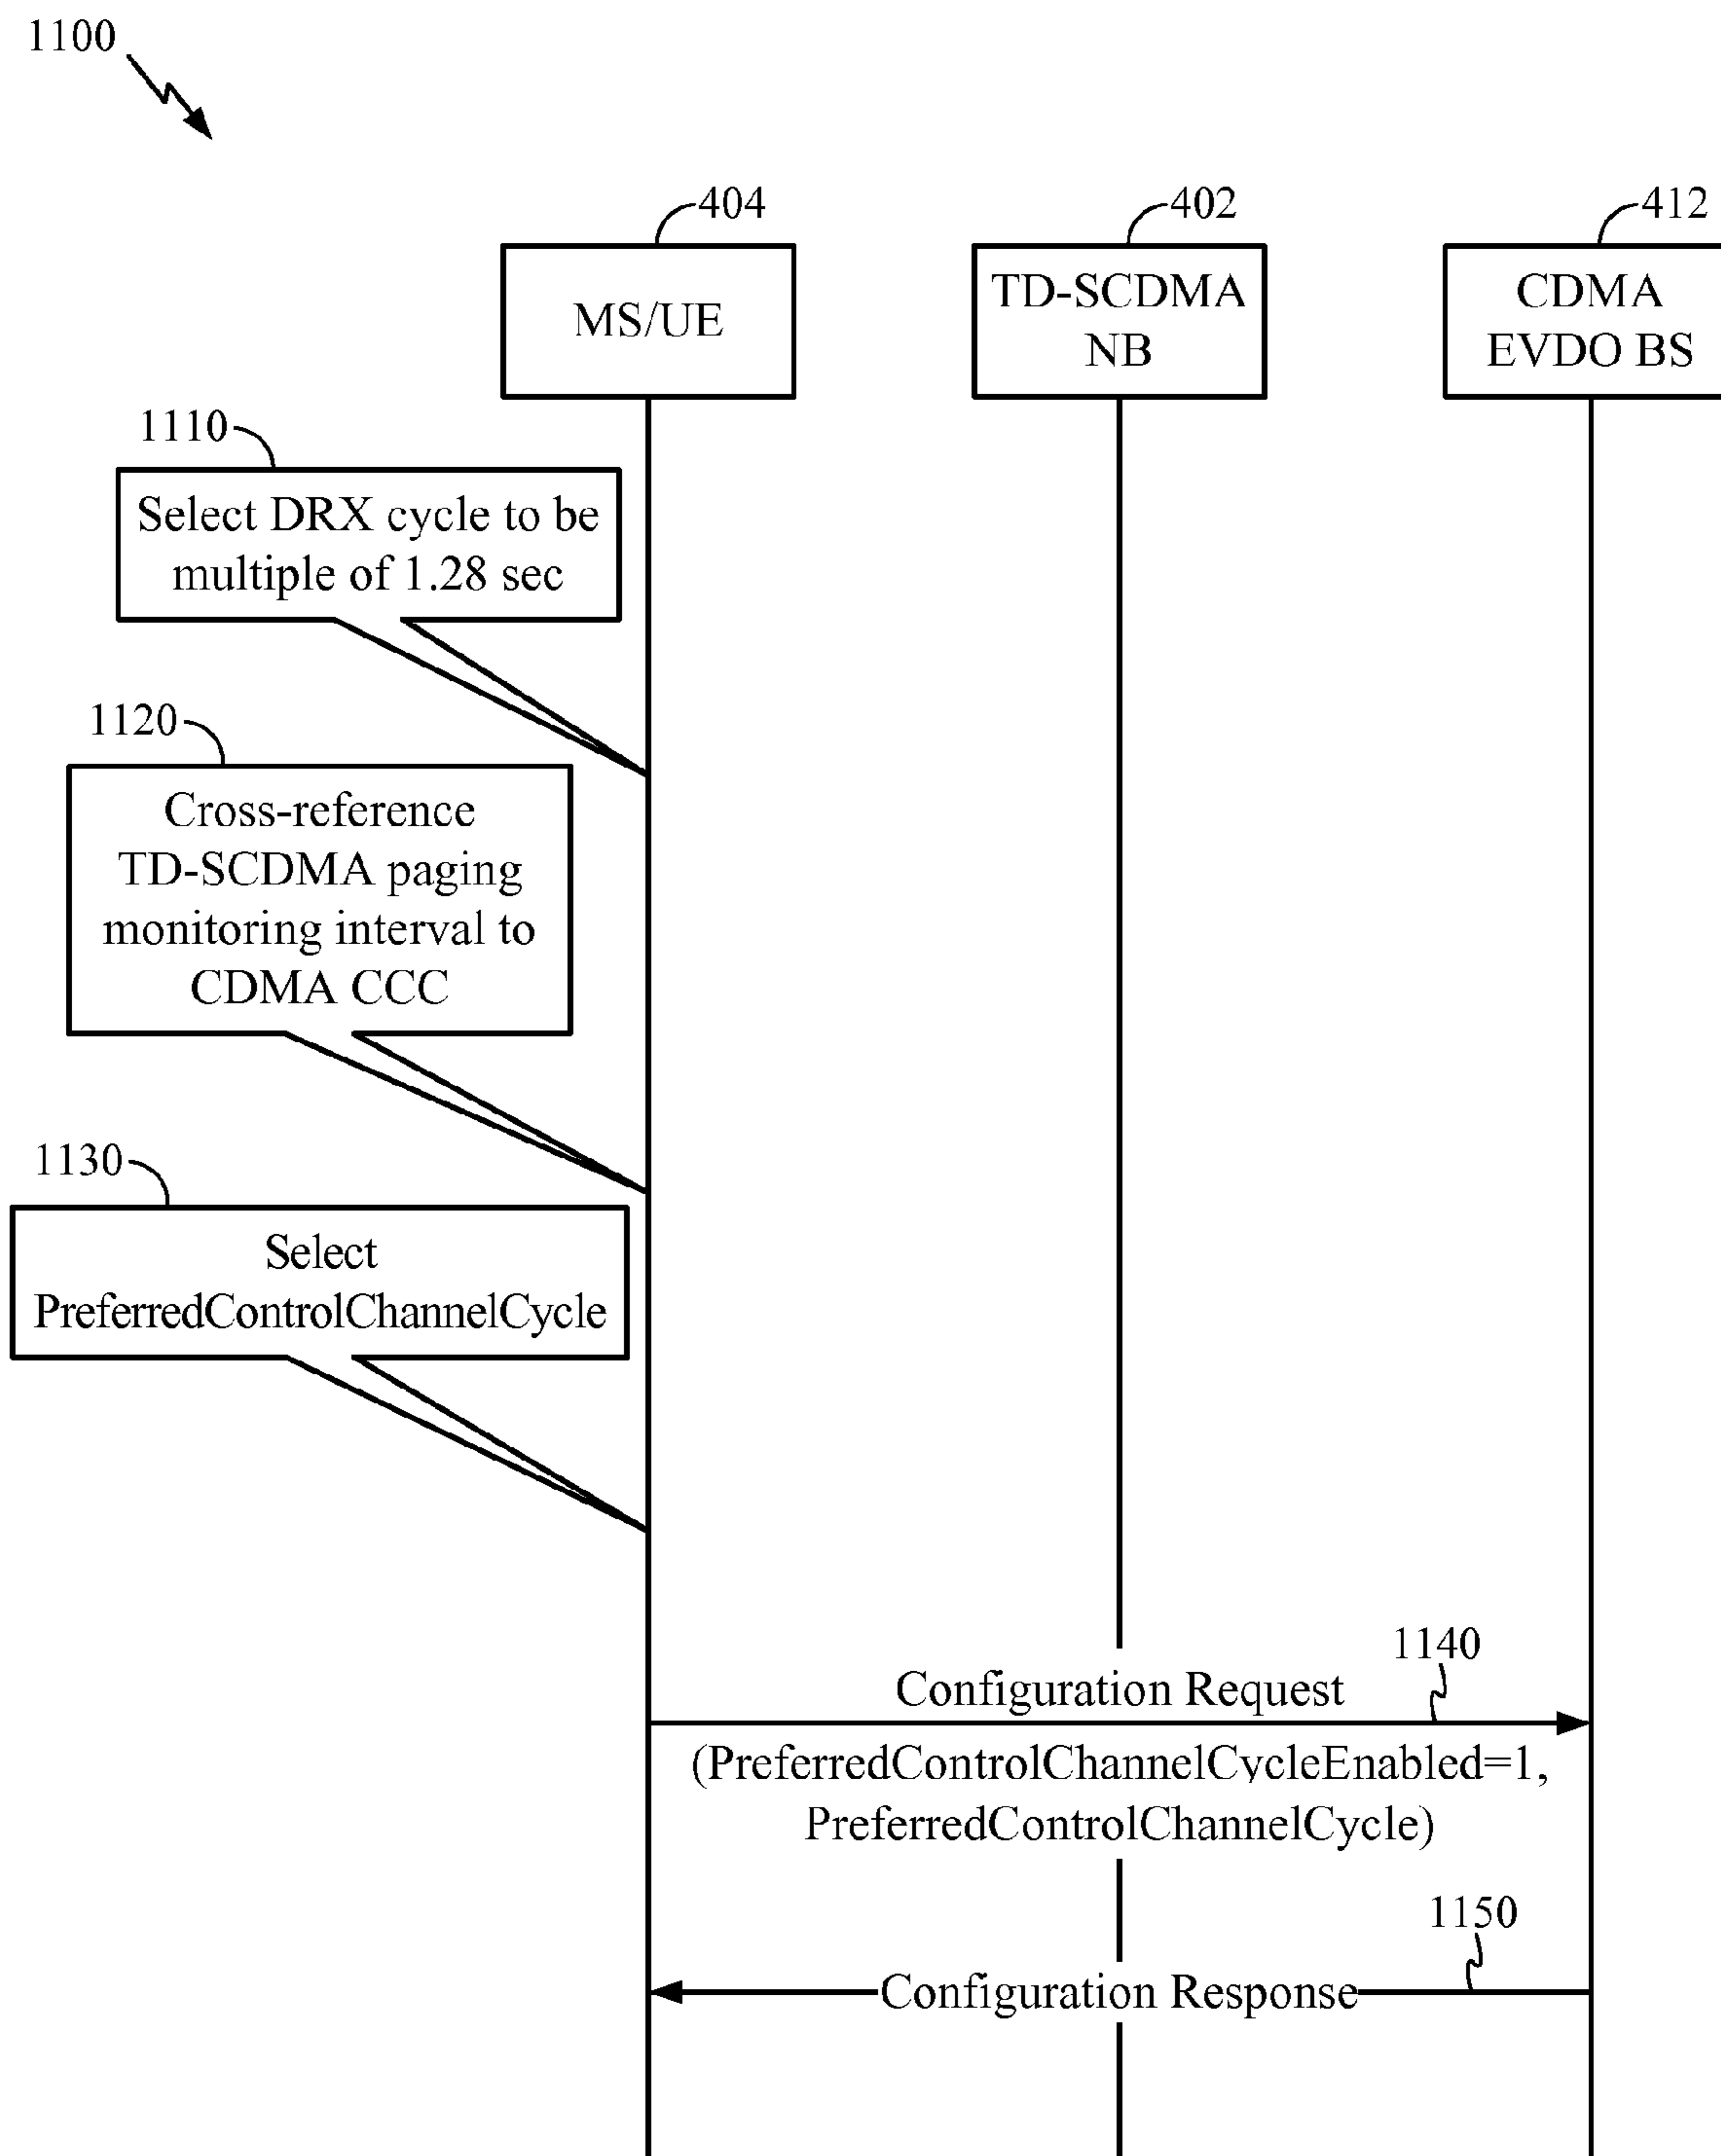 1100
404
402
412
MS/UE
TD-SCDMA
NB
CDMA
EVDO BS
1110
Select DRX cycle to be
multiple of 1.28 sec
1120
Cross-reference
TD-SCDMA paging
monitoring interval to
CDMA CCC
1130
Select
PreferredControlChannelCycle
1140
Configuration Request
(PreferredControlChannelCycleEnabled=1,
PreferredControlChannelCycle)
1150
Configuration Response